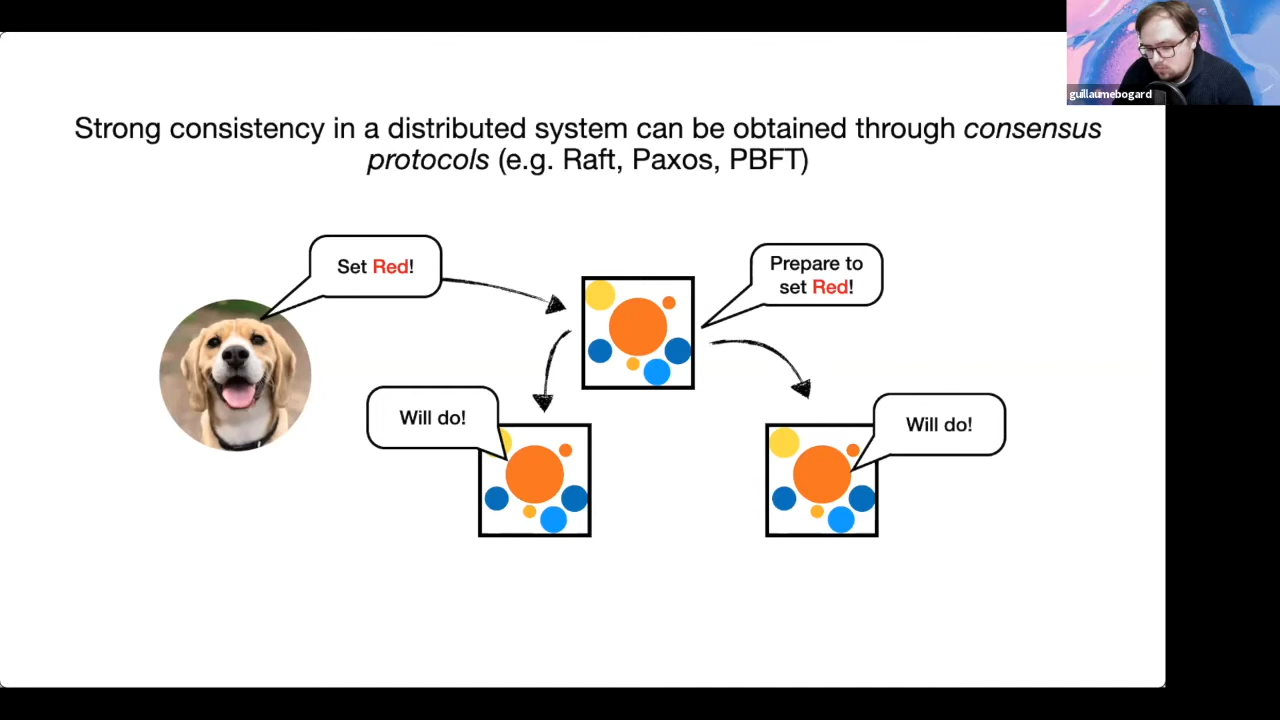 guillaumebogard
Strong consistency in a distributed system can be obtained through consensus
protocols (e.g. Raft, Paxos, PBFT)
Set Red!
Prepare to
set Red!
Will do!
Will do!